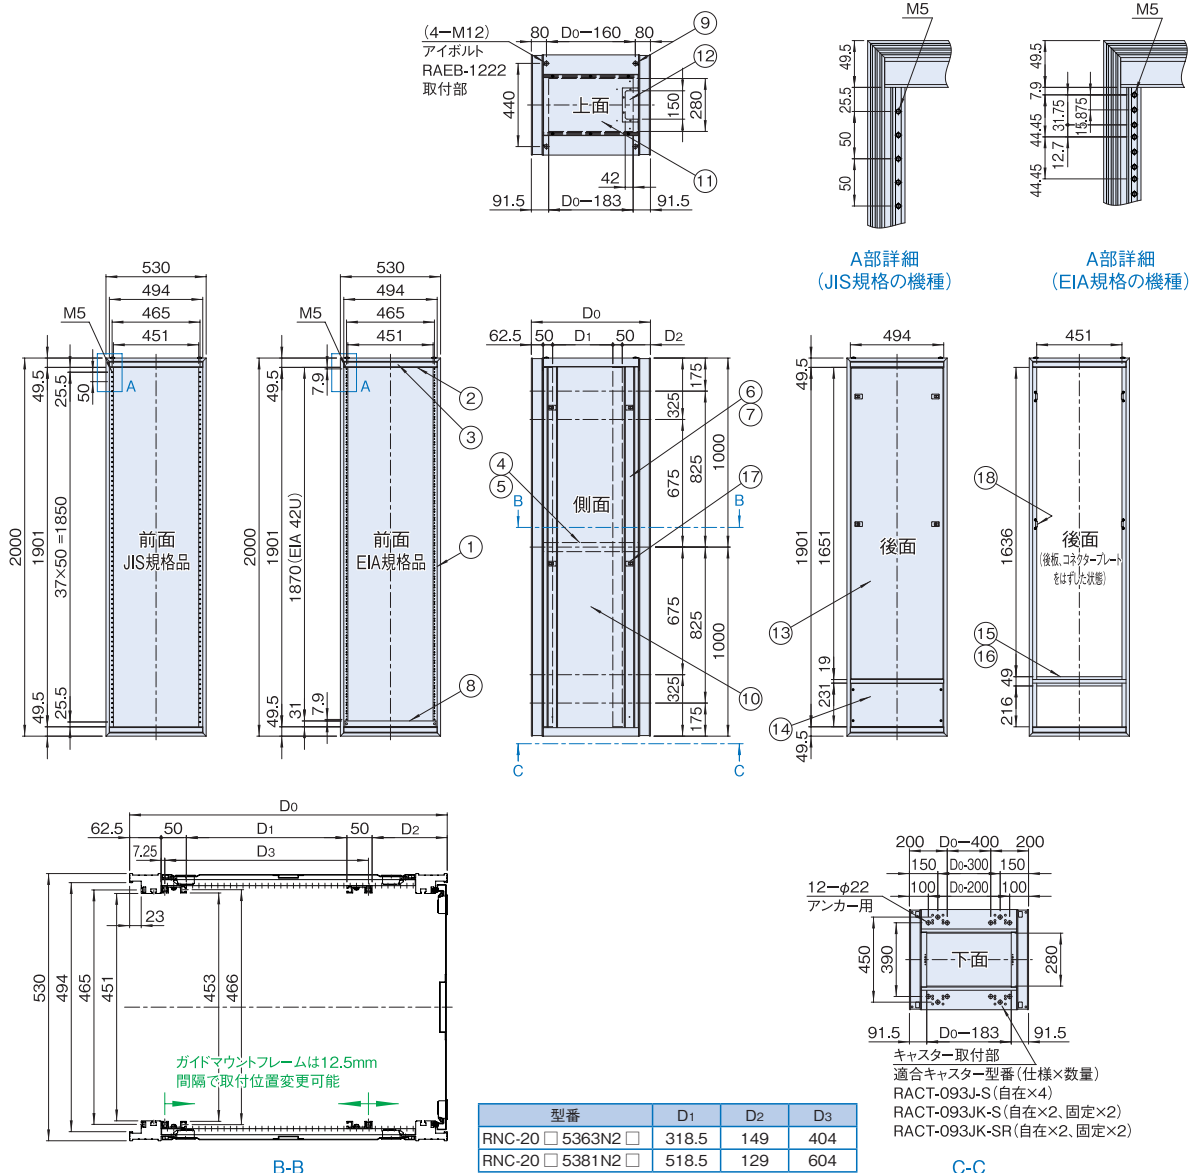 (4−M12)
アイボルト
RAEB-1222
取付部
80
D0−160
80
⑨
⑫
440
上面
150
280
⑪
42
91.5
D0−183
91.5
M5
49.5
25.5
50
50
A部詳細
(JIS規格の機種)
M5
49.5
7.9
31.75
15.875
44.45
12.7
44.45
A部詳細
(EIA規格の機種)
530
494
465
451
M5
A
49.5
25.5
50
2000
1901
37×50 =1850
前面
JIS規格品
49.5
25.5
530
494
465
451
M5
A
49.5
7.9
②
③
2000
1901
1870(EIA 42U)
前面
EIA規格品
①
⑧
49.5
31
7.9
D0
62.5
50
D1
50
D2
175
325
⑥
⑦
④
⑤
1000
825
675
⑰
B
B
側面
675
825
1000
⑩
325
175
C
C
494
49.5
1901
1651
後面
⑬
19
231
⑭
49.5
451
⑱
1636
後面
(後板、コネクタープレート
をはずした状態)
⑮
⑯
49
216
D0
62.5
50
D1
50
D2
7.25
D3
23
530
494
465
451
453
466
ガイドマウントフレームは12.5mm
間隔で取付位置変更可能
B-B
型番 D1 D2 D3
RNC-20 □ 5363N2 □ 318.5 149 404
RNC-20 □ 5381N2 □ 518.5 129 604
200
D0−400
200
150
D0-300
150
100
D0-200
100
12−φ22
アンカー用
450
390
下面
280
91.5
D0−183
91.5
キャスター取付部
適合キャスター型番(仕様×数量)
RACT-093J-S(自在×4)
RACT-093JK-S(自在×2、固定×2)
RACT-093JK-SR(自在×2、固定×2)
C-C